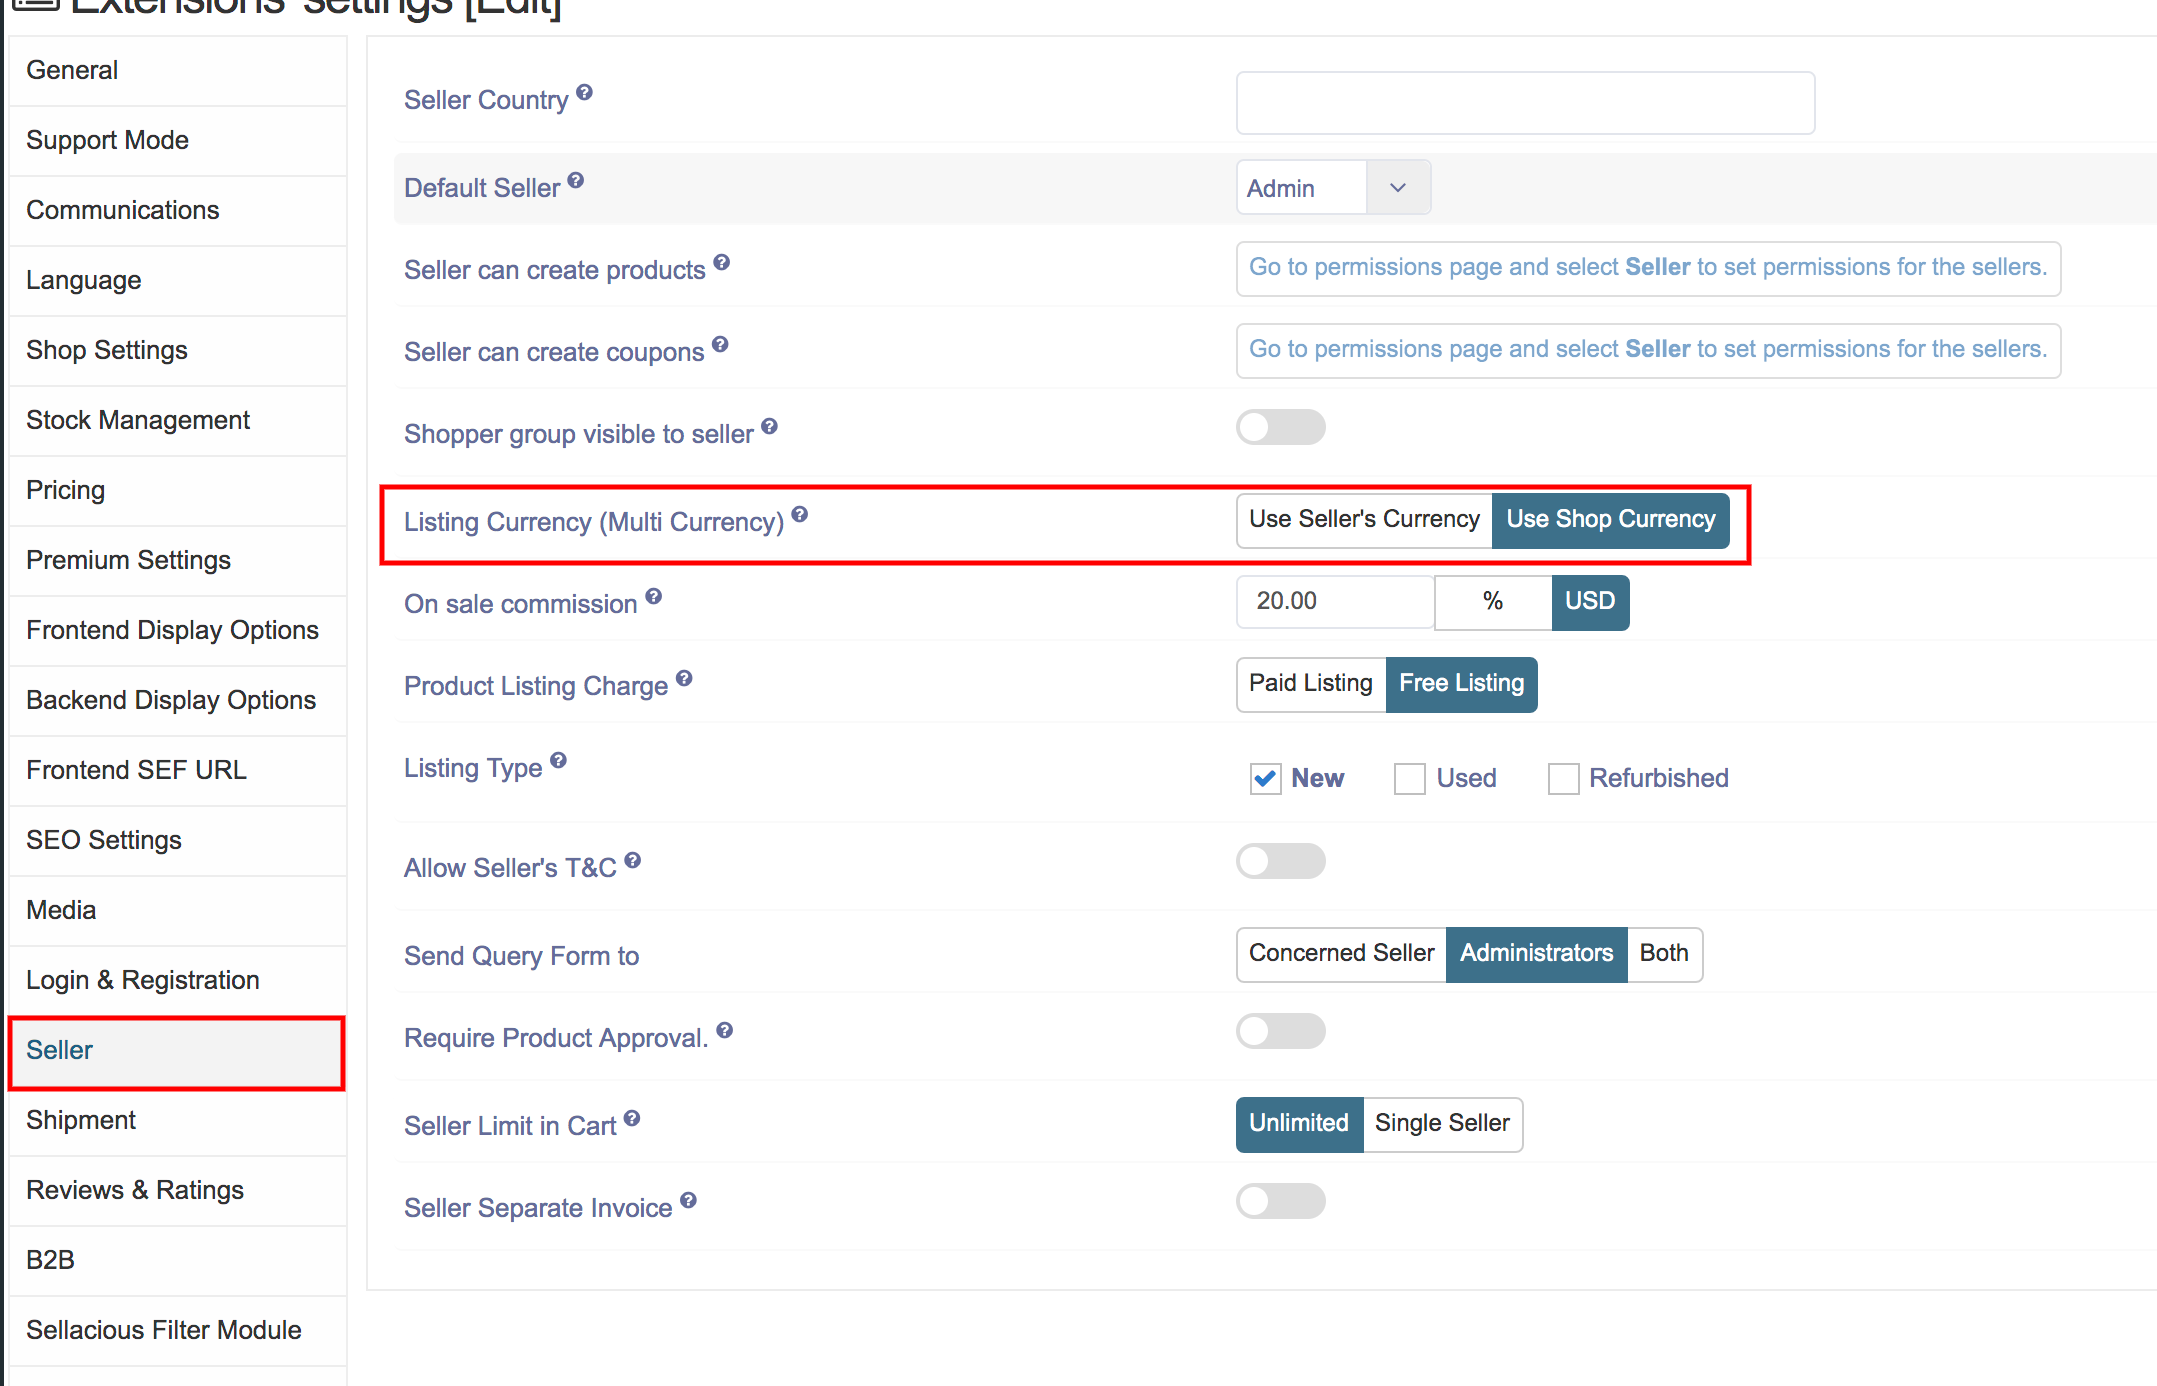 Extensions' settings [Edit]
General
Support Mode
Communications
Language
Shop Settings
Stock Management
Pricing
Premium Settings
Frontend Display Options
Backend Display Options
Frontend SEF URL
SEO Settings
Media
Login & Registration
Seller
Shipment
Reviews & Ratings
B2B
Sellacious Filter Module
Seller Country ?
Default Seller ? Admin
Seller can create products ? Go to permissions page and select Seller to set permissions for the sellers.
Seller can create coupons ? Go to permissions page and select Seller to set permissions for the sellers.
Shopper group visible to seller ?
Listing Currency (Multi Currency) ? Use Seller's Currency Use Shop Currency
On sale commission ? 20.00 % USD
Product Listing Charge ? Paid Listing Free Listing
Listing Type ? New Used Refurbished
Allow Seller's T&C ?
Send Query Form to Concerned Seller Administrators Both
Require Product Approval. ?
Seller Limit in Cart ? Unlimited Single Seller
Seller Separate Invoice ?